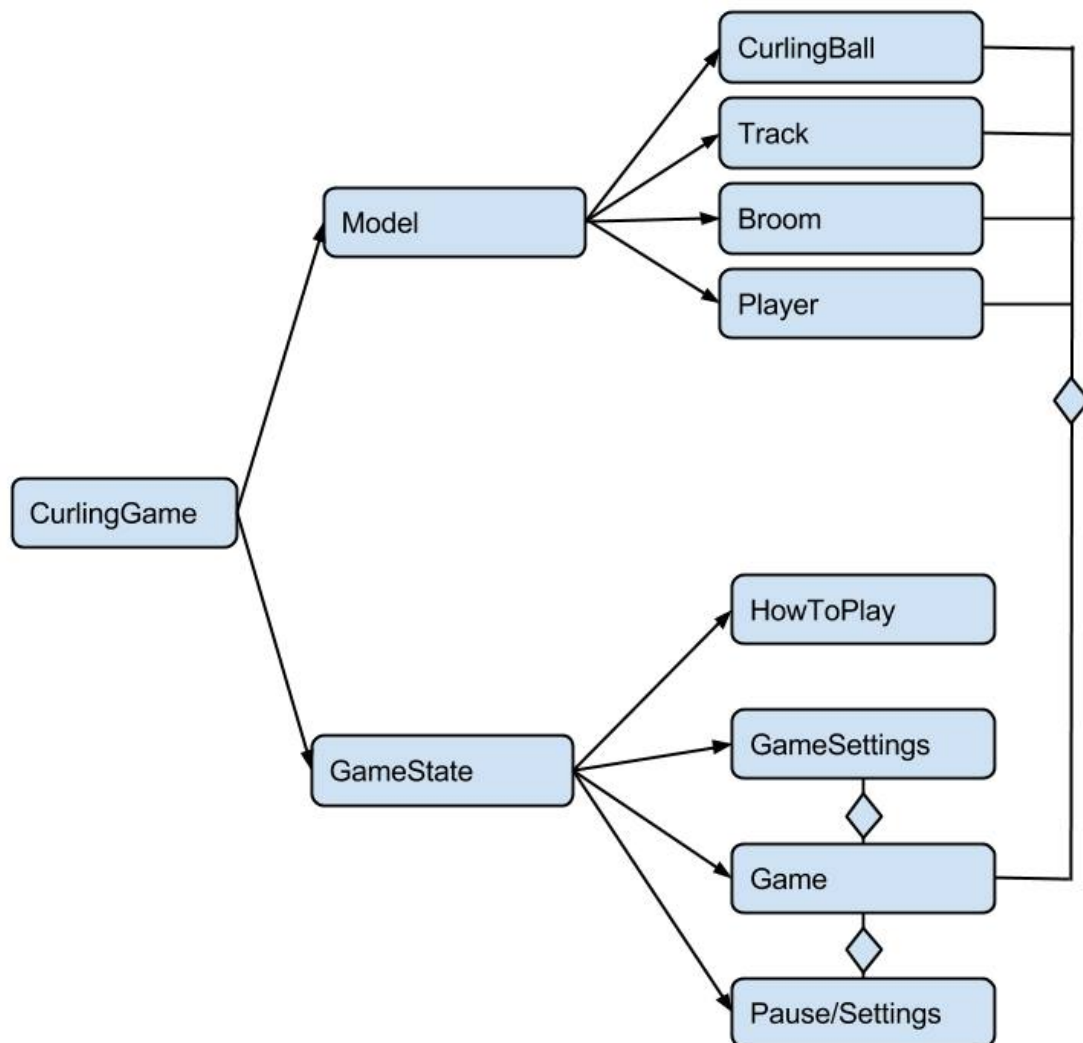 CurlingBall
Track
Model
Broom
Player
CurlingGame
HowToPlay
GameSettings
GameState
Game
Pause/Settings